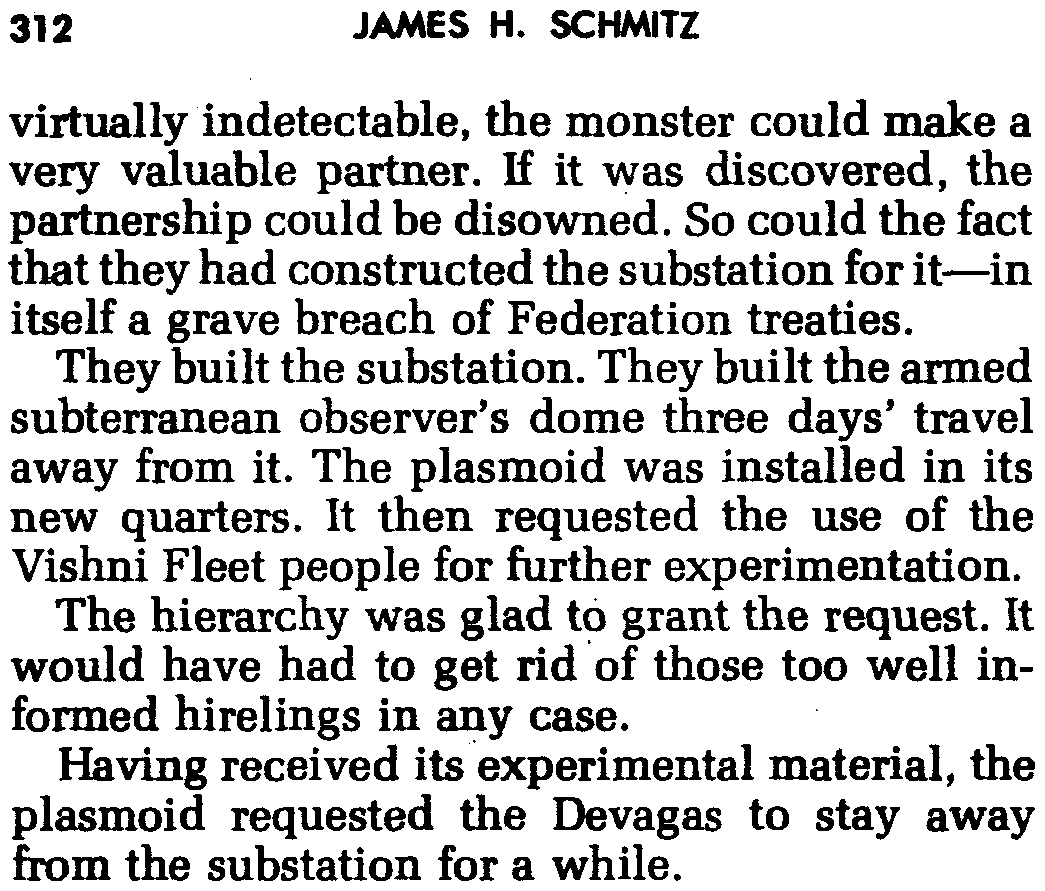 312 JAMES H. SCHMITZ
virtually indetectable, the monster could make a
very valuable partner. If it was discovered, the
partnership could be disowned. So could the fact
that they had constructed the substation for it—in
itself a grave breach of Federation treaties.
They built the substation. They built the armed
subterranean observer's dome three days' travel
away from it. The plasmoid was installed in its
new quarters. It then requested the use of the
Vishni Fleet people for further experimentation.
The hierarchy was glad to grant the request. It
would have had to get rid of those too well in-
formed hirelings in any case.
Having received its experimental material, the
plasmoid requested the Devagas to stay away
from the substation for a while.